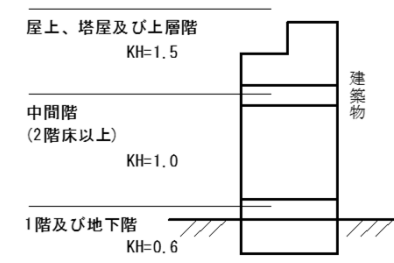 屋上、塔屋及び上層階
KH=1.5
中間階
(2階床以上)
KH=1.0
1階及び地下階
KH=0.6
建築物